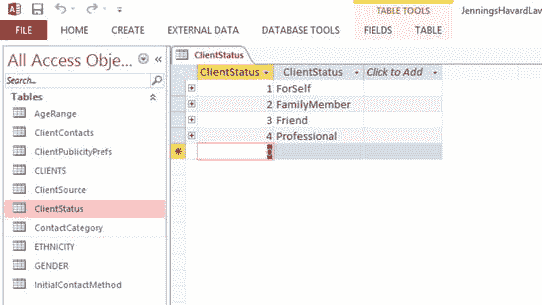 TABLE TOOLS
JenningsHavardLaw
FILE HOME CREATE EXTERNAL DATA DATABASE TOOLS FIELDS TABLE
All Access Obje...
Search...
Tables
AgeRange
ClientContacts
ClientPublicityPrefs
CLIENTS
ClientSource
ClientStatus
ContactCategory
ETHNICITY
GENDER
InitialContactMethod
ClientStatus
ClientStatus ClientStatus Click to Add
1 ForSelf
2 FamilyMember
3 Friend
4 Professional